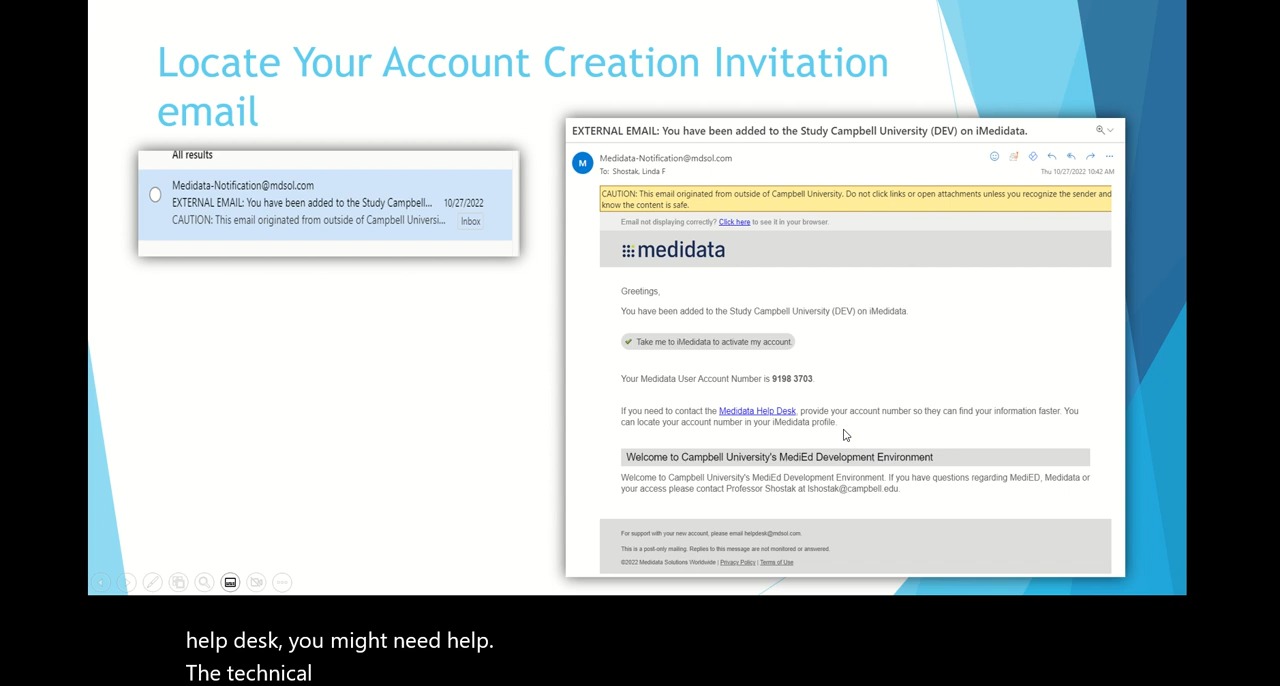 Locate Your Account Creation Invitation
email
All results
Medidata-Notification@mdsol.com
EXTERNAL EMAIL: You have been added to the Study Campbell... 10/27/2022
CAUTION: This email originated from outside of Campbell Universi... Inbox
EXTERNAL EMAIL: You have been added to the Study Campbell University (DEV) on iMedidata.
M
Medidata-Notification@mdsol.com
To: Shostak, Linda F
Thu 10/27/2022 10:42 AM
CAUTION: This email originated from outside of Campbell University. Do not click links or open attachments unless you recognize the sender and
know the content is safe.
Email not displaying correctly? Click here to see it in your browser.
medidata
Greetings,
You have been added to the Study Campbell University (DEV) on iMedidata.
Take me to iMedidata to activate my account
Your Medidata User Account Number is 9198 3703.
If you need to contact the Medidata Help Desk, provide your account number so they can find your information faster. You
can locate your account number in your iMedidata profile.
Welcome to Campbell University's MediEd Development Environment
Welcome to Campbell University's MediEd Development Environment. If you have questions regarding MediED, Medidata or
your access please contact Professor Shostak at lshostak@campbell.edu.
For support with your new account, please email helpdesk@mdsol.com.
This is a post-only mailing. Replies to this message are not monitored or answered.
©2022 Medidata Solutions Worldwide | Privacy Policy | Terms of Use
help desk, you might need help.
The technical